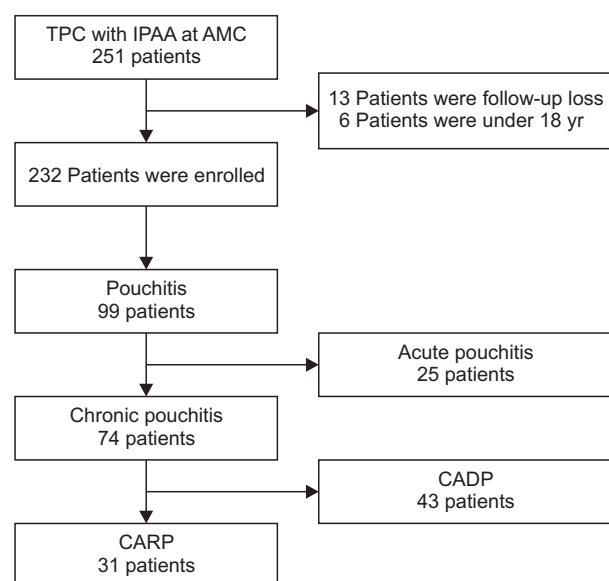 TPC with IPAA at AMC
251 patients
13 Patients were follow-up loss
6 Patients were under 18 yr
232 Patients were enrolled
Pouchitis
99 patients
Acute pouchitis
25 patients
Chronic pouchitis
74 patients
CADP
43 patients
CARP
31 patients